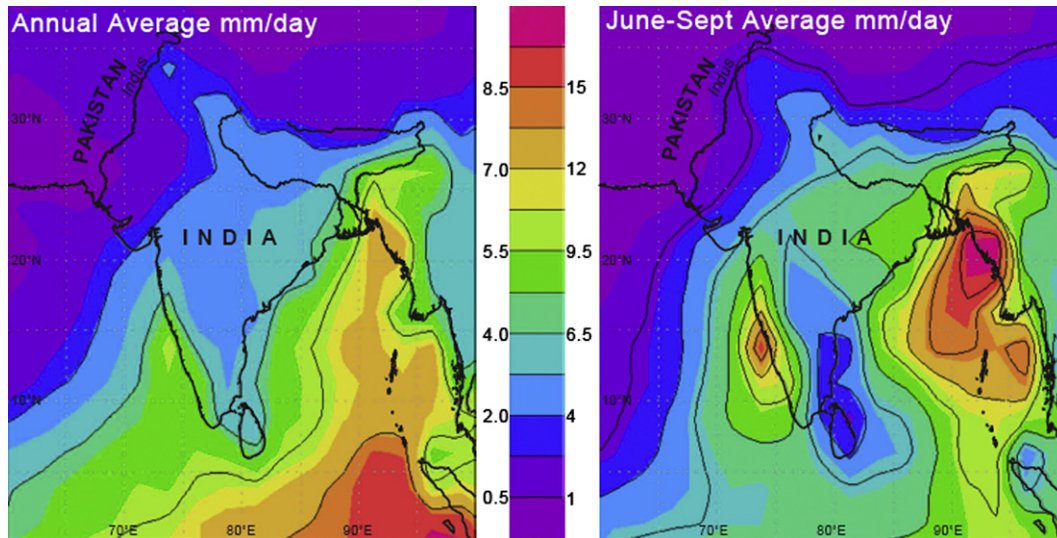 Annual Average mm/day
PAKISTAN
Indus
30°N
INDIA
20°N
10°N
70°E
80°E
90°E
8.5
15
7.0
12
5.5
9.5
4.0
6.5
2.0
4
0.5
1
June-Sept Average mm/day
PAKISTAN
Indus
30°N
INDIA
20°N
10°N
70°E
80°E
90°E